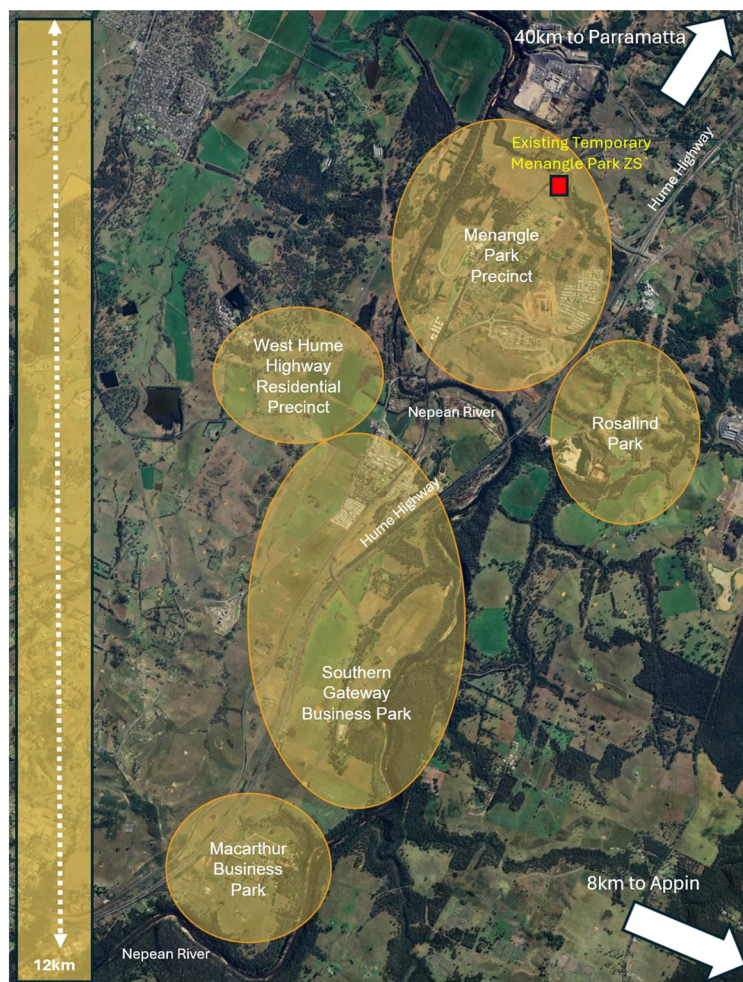 40km to Parramatta
Existing Temporary
Menangle Park ZS
Hume Highway
Menangle
Park
Precinct
West Hume
Highway
Residential
Precinct
Nepean River
Rosalind
Park
Hume Highway
Southern
Gateway
Business Park
Macarthur
Business
Park
8km to Appin
Nepean River
12km